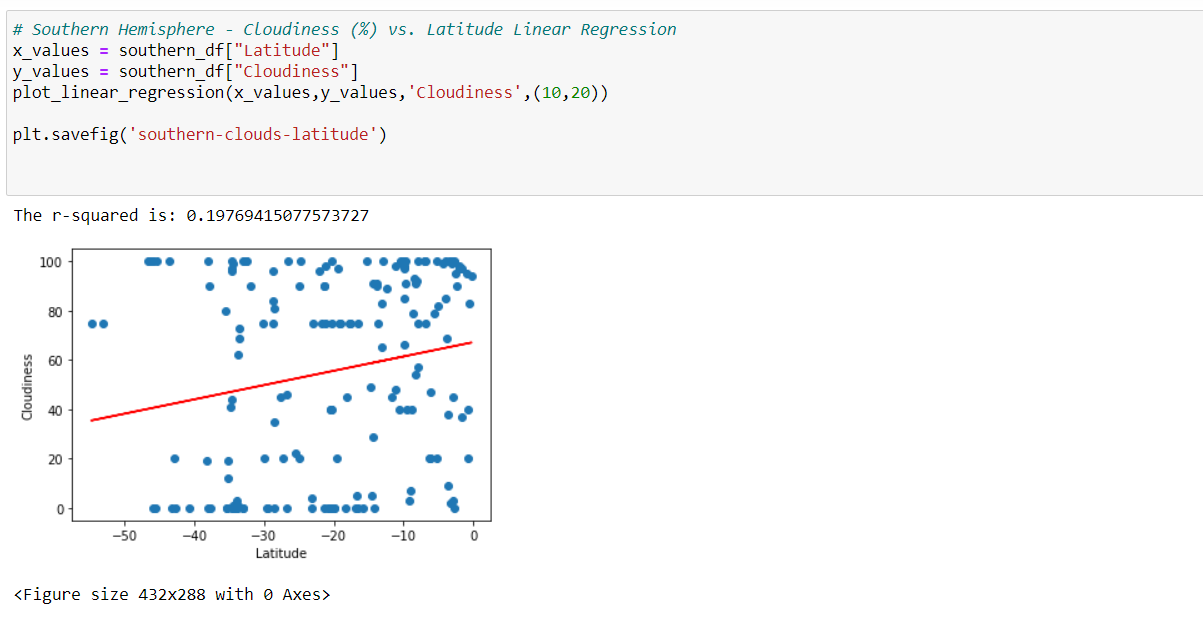 # Southern Hemisphere - Cloudiness (%) vs. Latitude Linear Regression
x_values = southern_df["Latitude"]
y_values = southern_df["Cloudiness"]
plot_linear_regression(x_values,y_values,'Cloudiness',(10,20))
plt.savefig('southern-clouds-latitude')
The r-squared is: 0.19769415077573727
100
80
60
40
20
0
Cloudiness
−50 −40 −30 −20 −10 0
Latitude
<Figure size 432x288 with 0 Axes>